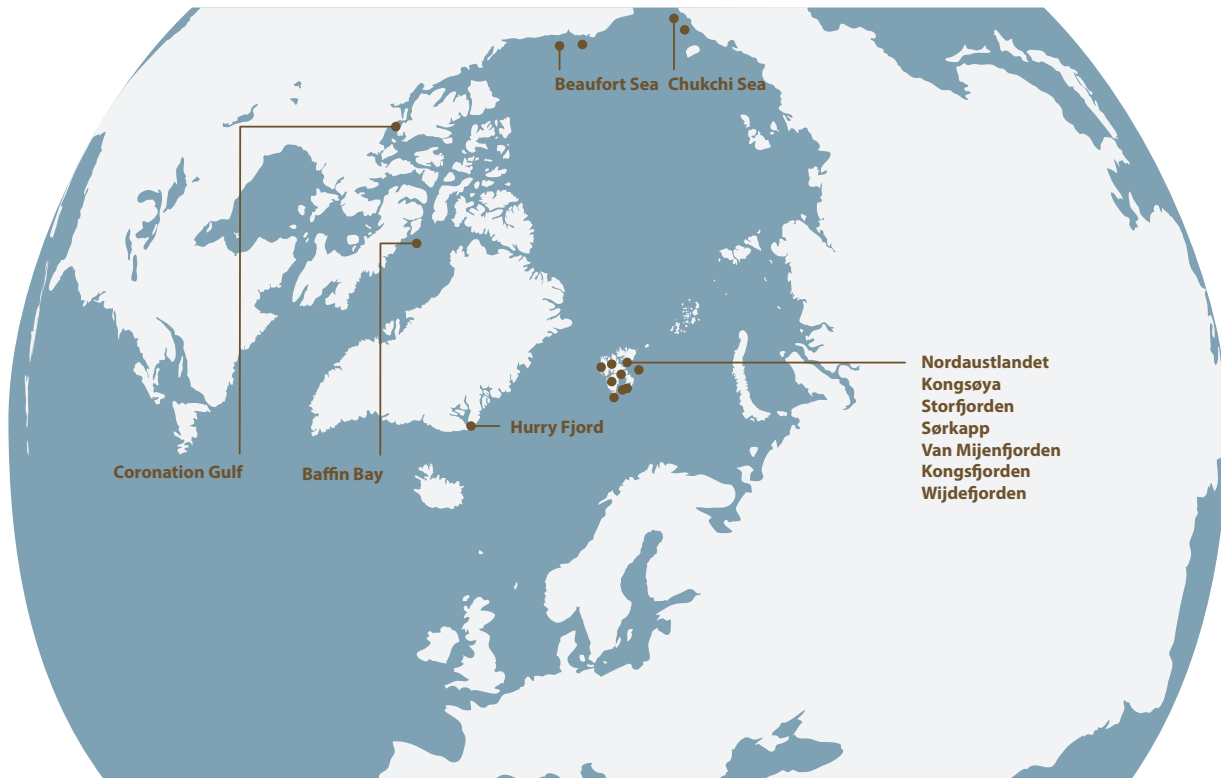 Beaufort Sea
Chukchi Sea
Nordaustlandet
Kongsøya
Storfjorden
Sørkapp
Van Mijenfjorden
Kongsfjorden
Wijdefjorden
Hurry Fjord
Coronation Gulf
Baffin Bay